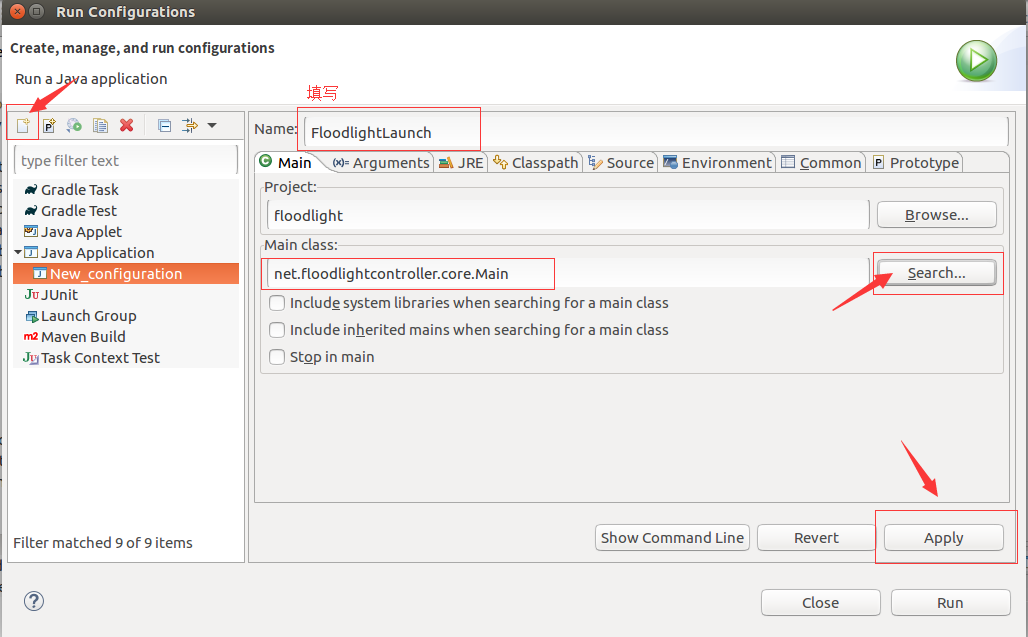 Run Configurations
Create, manage, and run configurations
Run a Java application
填写
Name: FloodlightLaunch
type filter text
Main (x)= Arguments JRE Classpath Source Environment Common Prototype
Gradle Task
Gradle Test
Java Applet
Java Application
New_configuration
JUnit
Launch Group
m2 Maven Build
Task Context Test
Filter matched 9 of 9 items
Project:
floodlight Browse...
Main class:
net.floodlightcontroller.core.Main Search...
Include system libraries when searching for a main class
Include inherited mains when searching for a main class
Stop in main
Show Command Line Revert Apply
Close Run